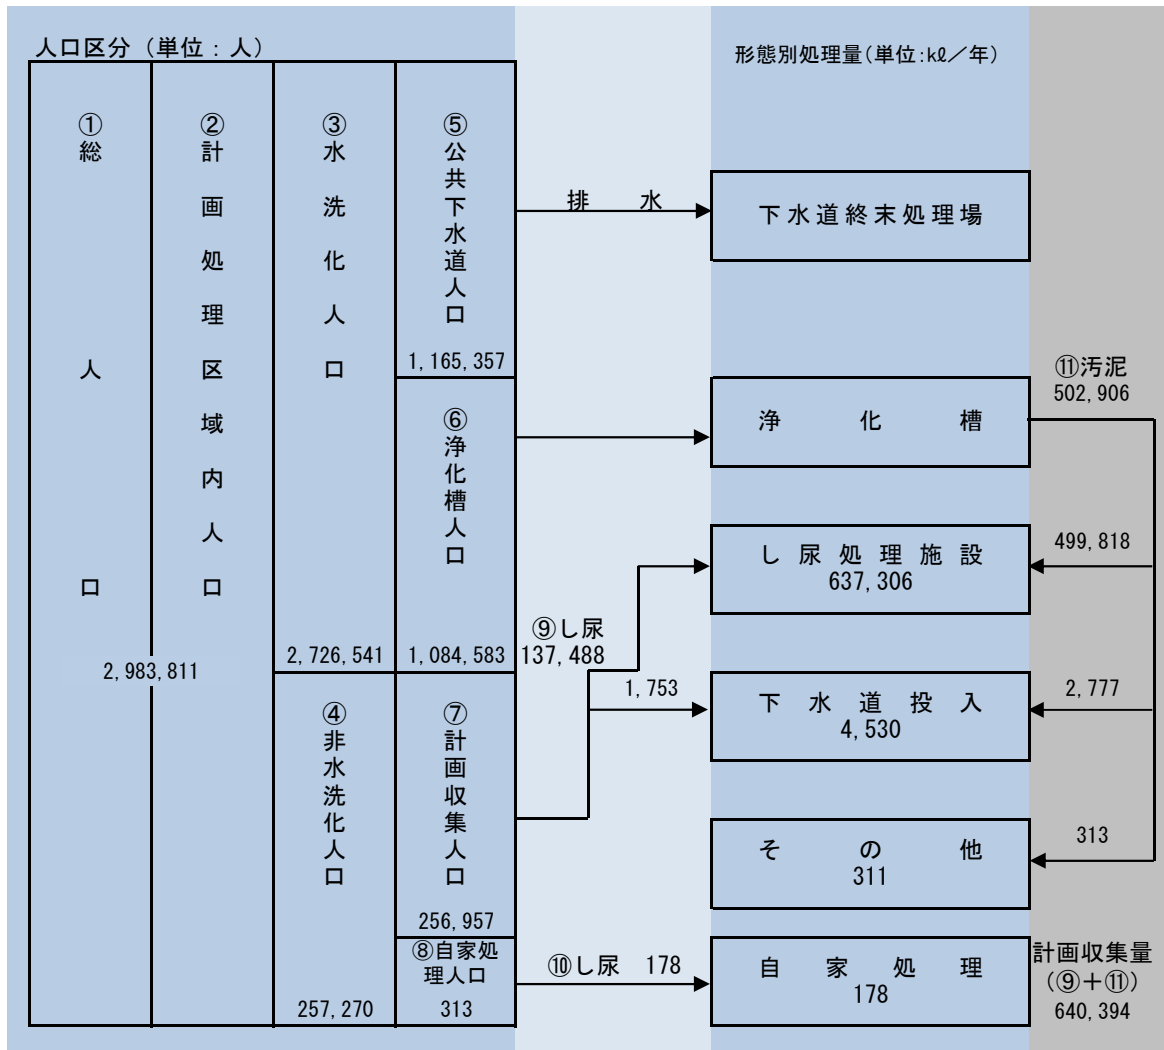 人口区分（単位：人）
形態別処理量(単位:kℓ／年)
①総人口
2,983,811
②計画処理区域内人口
③水洗化人口
2,726,541
④非水洗化人口
257,270
⑤公共下水道人口
1,165,357
⑥浄化槽人口
1,084,583
⑦計画収集人口
256,957
⑧自家処
理人口
313
排水
⑨し尿
137,488
1,753
⑩し尿 178
下水道終末処理場
浄化槽
し尿処理施設
637,306
下水道投入
4,530
その他
311
自家処理
178
⑪汚泥
502,906
499,818
2,777
313
計画収集量
(⑨＋⑪)
640,394